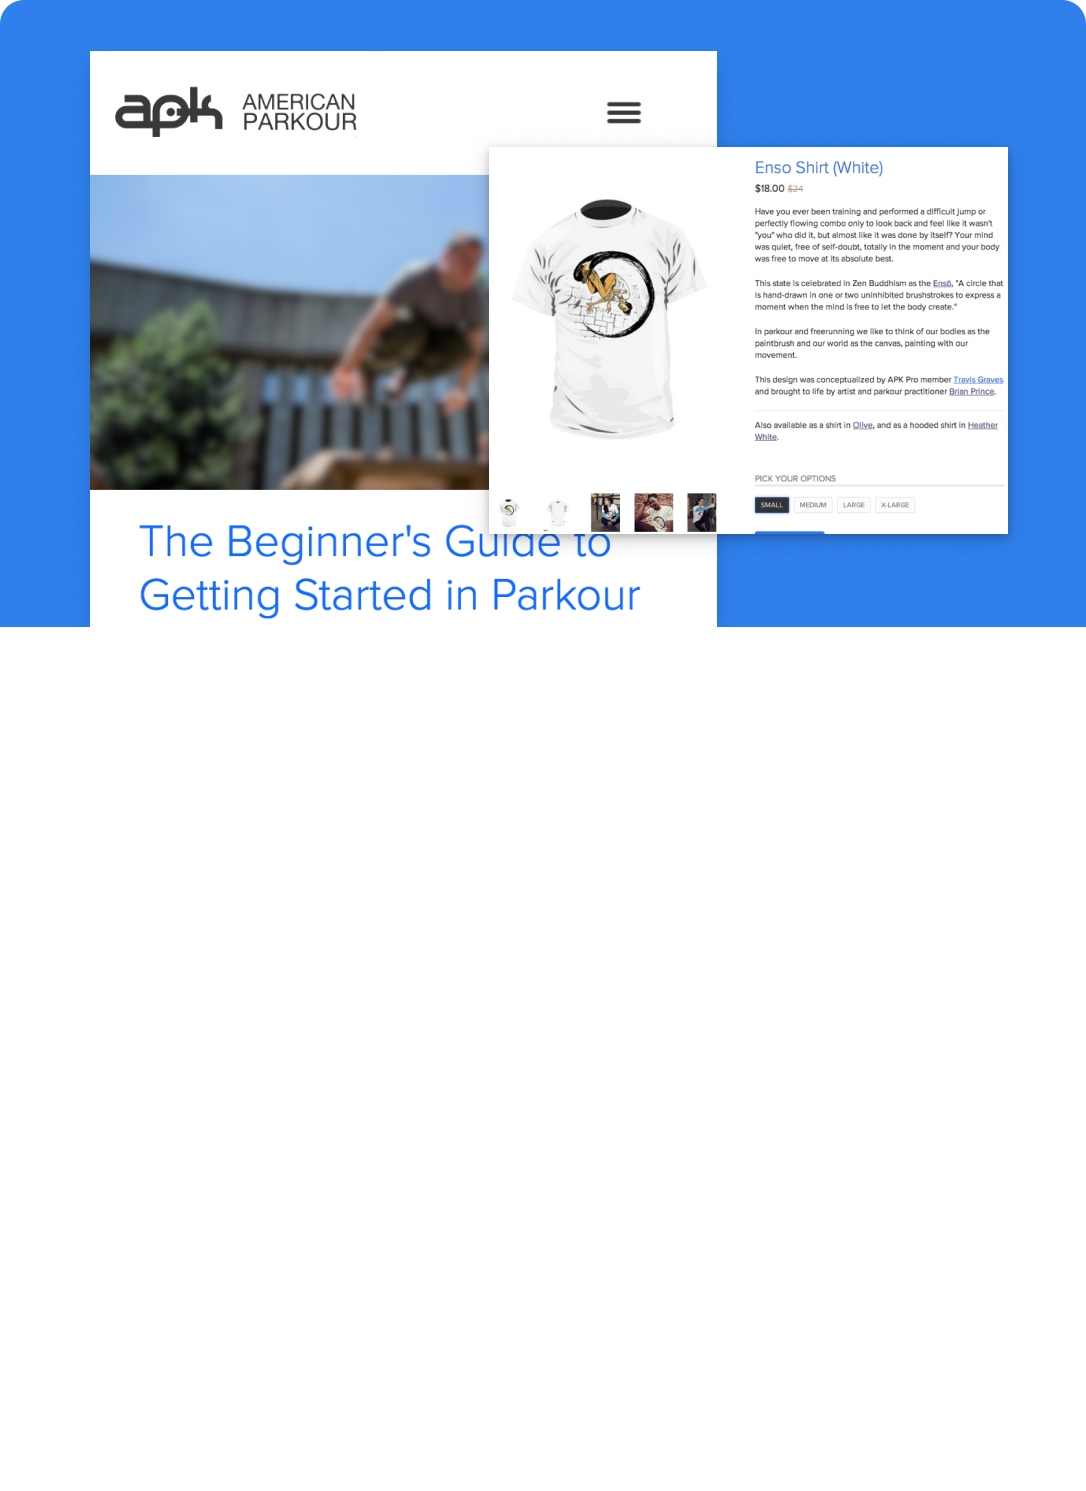 apk
AMERICAN
PARKOUR
The Beginner's Guide to
Getting Started in Parkour
Enso Shirt (White)
$18.00 $24
Have you ever been training and performed a difficult jump or
perfectly flowing combo only to look back and feel like it wasn't
"you" who did it, but almost like it was done by itself? Your mind
was quiet, free of self-doubt, totally in the moment and your body
was free to move at its absolute best.
This state is celebrated in Zen Buddhism as the Ensō, "A circle that
is hand-drawn in one or two uninhibited brushstrokes to express a
moment when the mind is free to let the body create."
In parkour and freerunning we like to think of our bodies as the
paintbrush and our world as the canvas, painting with our
movement.
This design was conceptualized by APK Pro member Travis Graves
and brought to life by artist and parkour practitioner Brian Prince.
Also available as a shirt in Olive, and as a hooded shirt in Heather
White.
PICK YOUR OPTIONS
SMALL MEDIUM LARGE X-LARGE